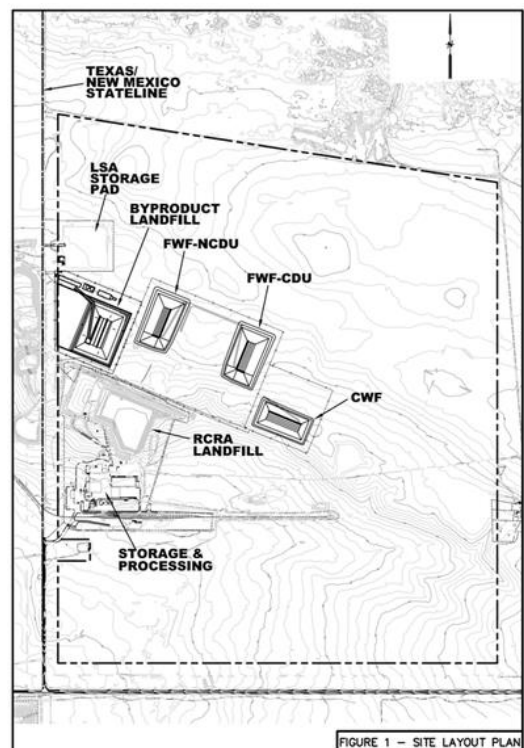 TEXAS/
NEW MEXICO
STATELINE
LSA
STORAGE
PAD
BYPRODUCT
LANDFILL
FWF-NCDU
FWF-CDU
CWF
RCRA
LANDFILL
STORAGE &
PROCESSING
FIGURE 1 – SITE LAYOUT PLAN